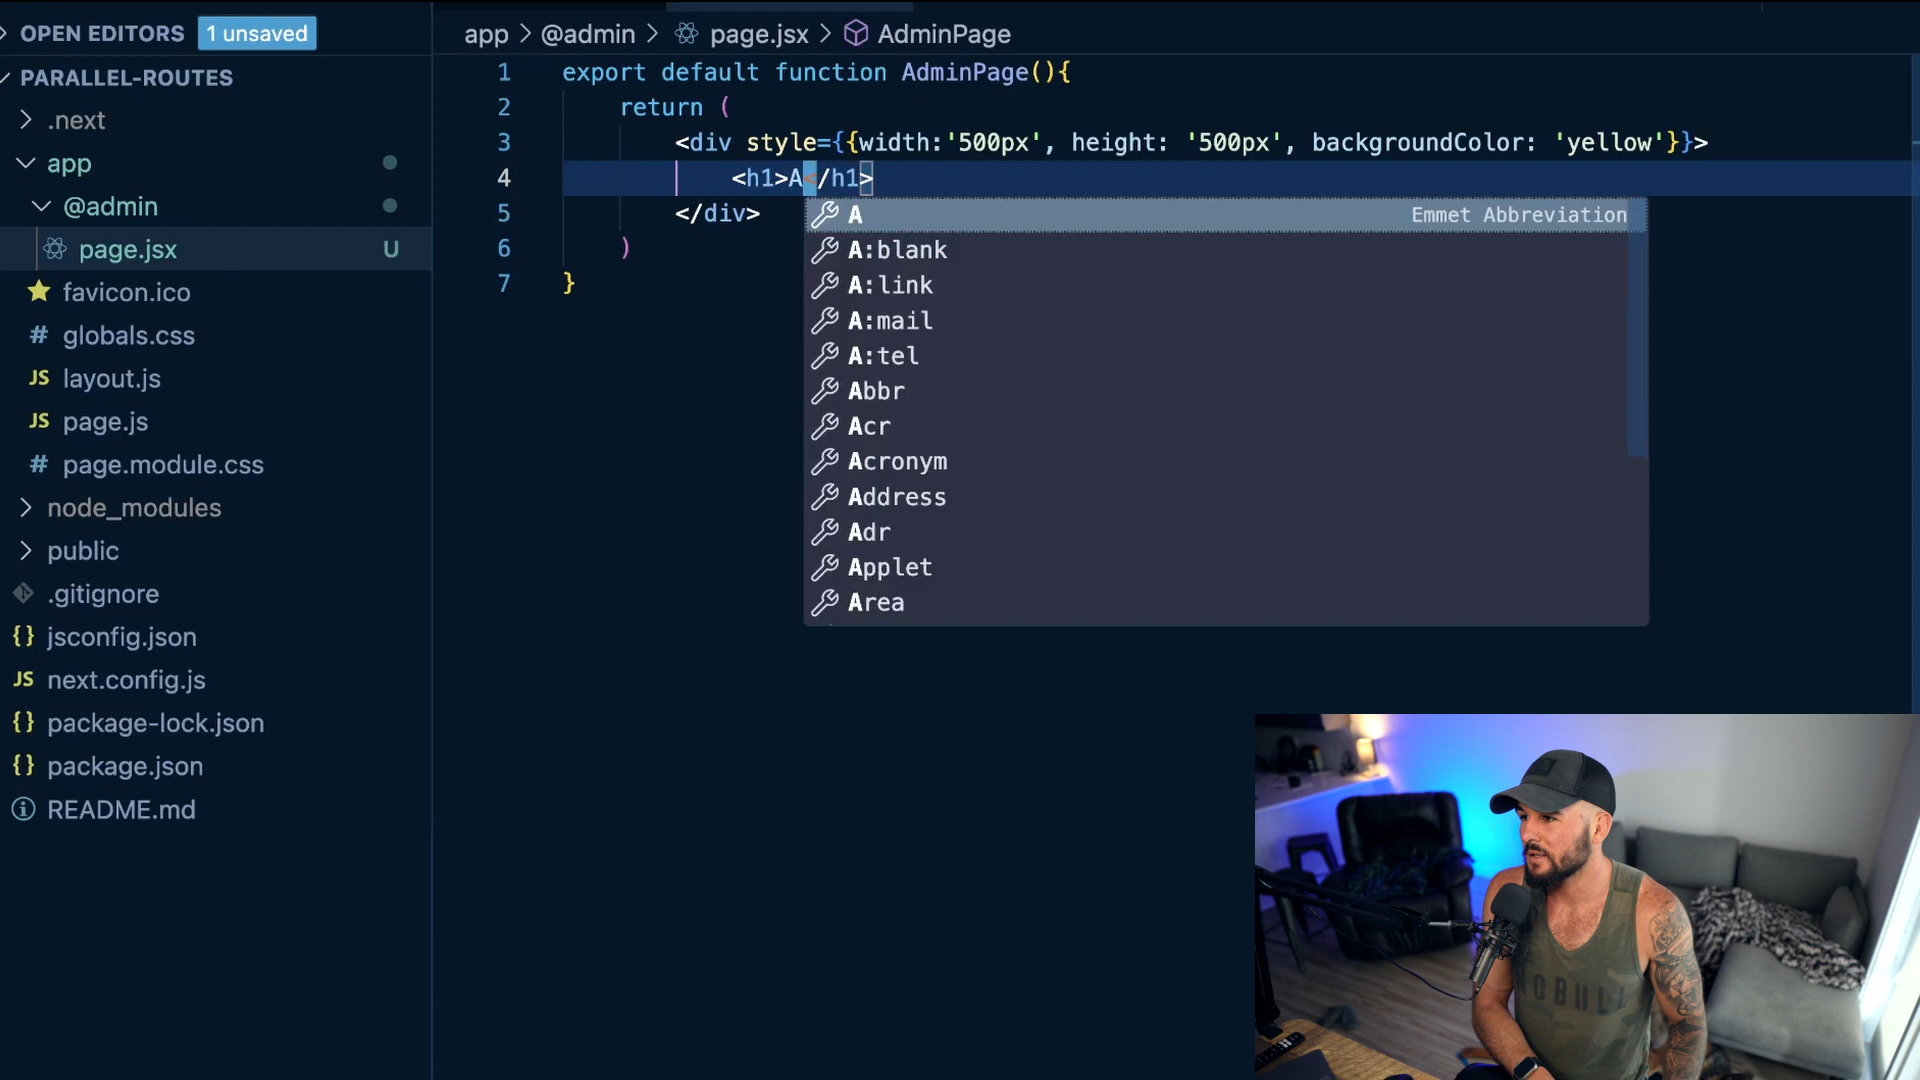 OPEN EDITORS 1 unsaved
PARALLEL-ROUTES
.next
app
@admin
page.jsx U
favicon.ico
# globals.css
JS layout.js
JS page.js
# page.module.css
node_modules
public
.gitignore
{} jsconfig.json
JS next.config.js
{} package-lock.json
{} package.json
README.md
app > @admin > page.jsx > AdminPage
1 export default function AdminPage(){
2 return (
3 <div style={{width:'500px', height: '500px', backgroundColor: 'yellow'}}>
4 <h1>A</h1>
5 </div>
6 )
7 }
A Emmet Abbreviation
A:blank
A:link
A:mail
A:tel
Abbr
Acr
Acronym
Address
Adr
Applet
Area
NOBULL